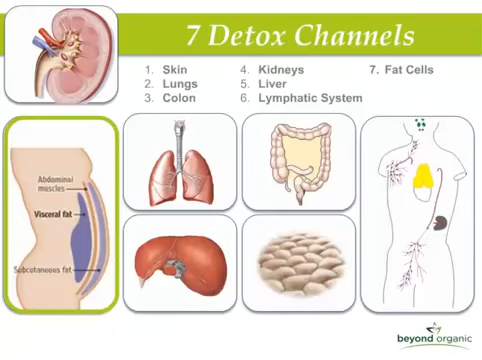 7 Detox Channels
1. Skin
2. Lungs
3. Colon
4. Kidneys
5. Liver
6. Lymphatic System
7. Fat Cells
Abdominal
muscles
Visceral fat
Subcutaneous fat
beyond organic